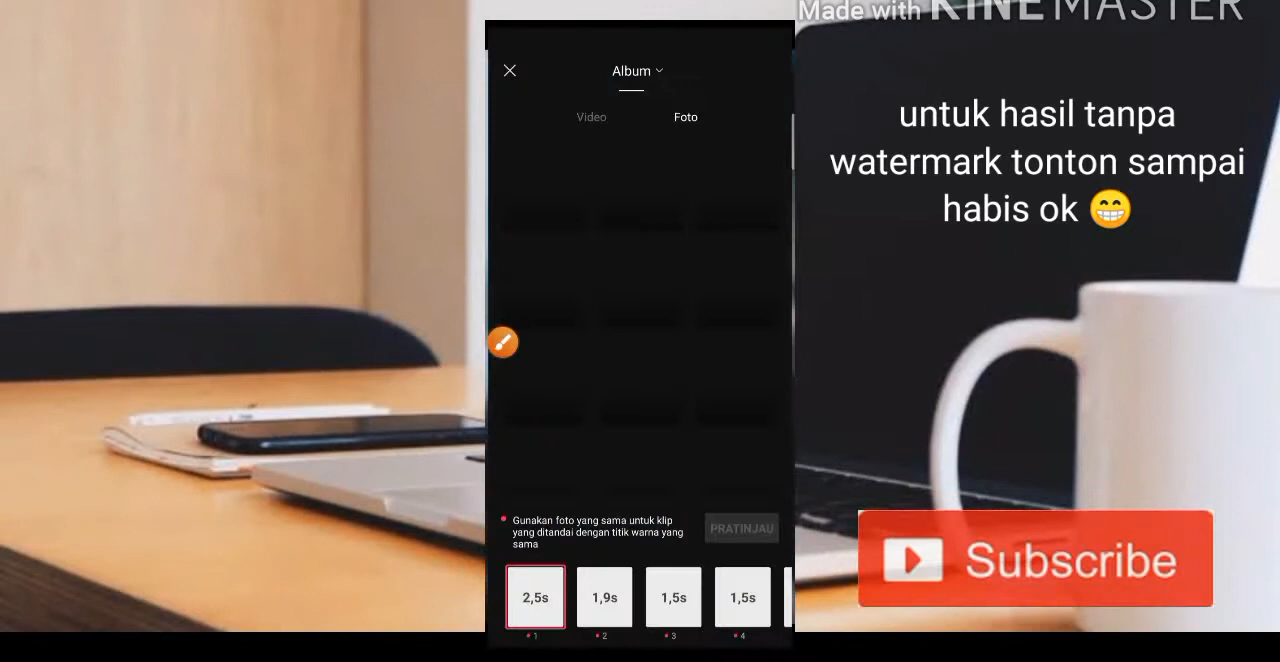 Made with KINEMASTER
Album
Video
Foto
untuk hasil tanpa
watermark tonton sampai
habis ok 😁
Gunakan foto yang sama untuk klip
yang ditandai dengan titik warna yang
sama
PRATINJAU
2,5s
1,9s
1,5s
1,5s
1
2
3
4
Subscribe